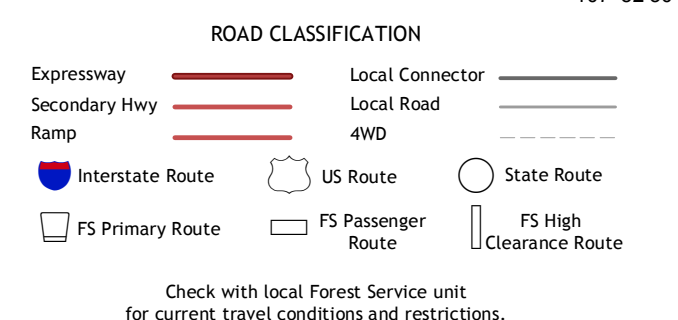 ROAD CLASSIFICATION
Expressway
Local Connector
Secondary Hwy
Local Road
Ramp
4WD
Interstate Route
US Route
State Route
FS Primary Route
FS Passenger
Route
FS High
Clearance Route
Check with local Forest Service unit
for current travel conditions and restrictions.